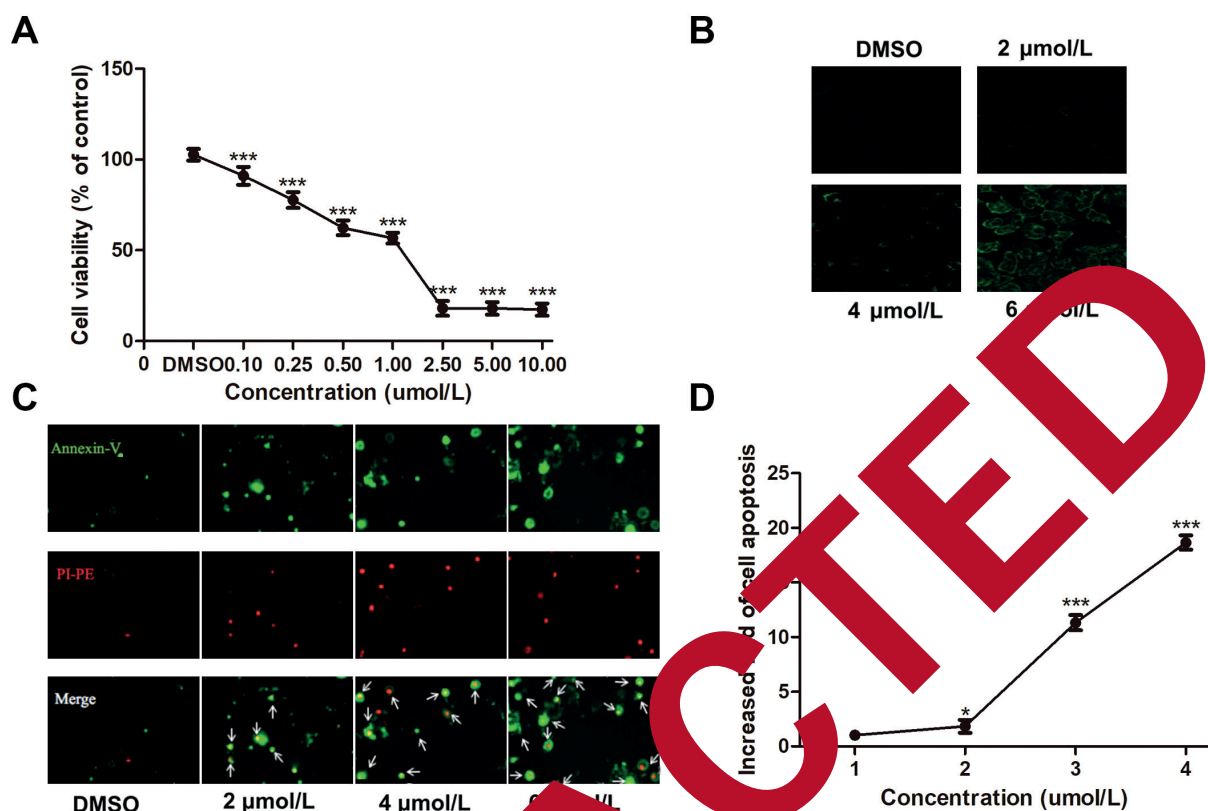 A
Cell viability (% of control)
150
100
50
0
*** *** *** *** *** *** ***
0 DMSO 0.10 0.25 0.50 1.00 2.50 5.00 10.00
Concentration (umol/L)
B
DMSO 2 µmol/L
4 µmol/L 6
C
Annexin-V
PI-PE
Merge
DMSO 2 µmol/L 4 µmol/L
D
Increased of cell apoptosis
25
20
10
5
0
* *** ***
1 2 3 4
Concentration (umol/L)
CTED